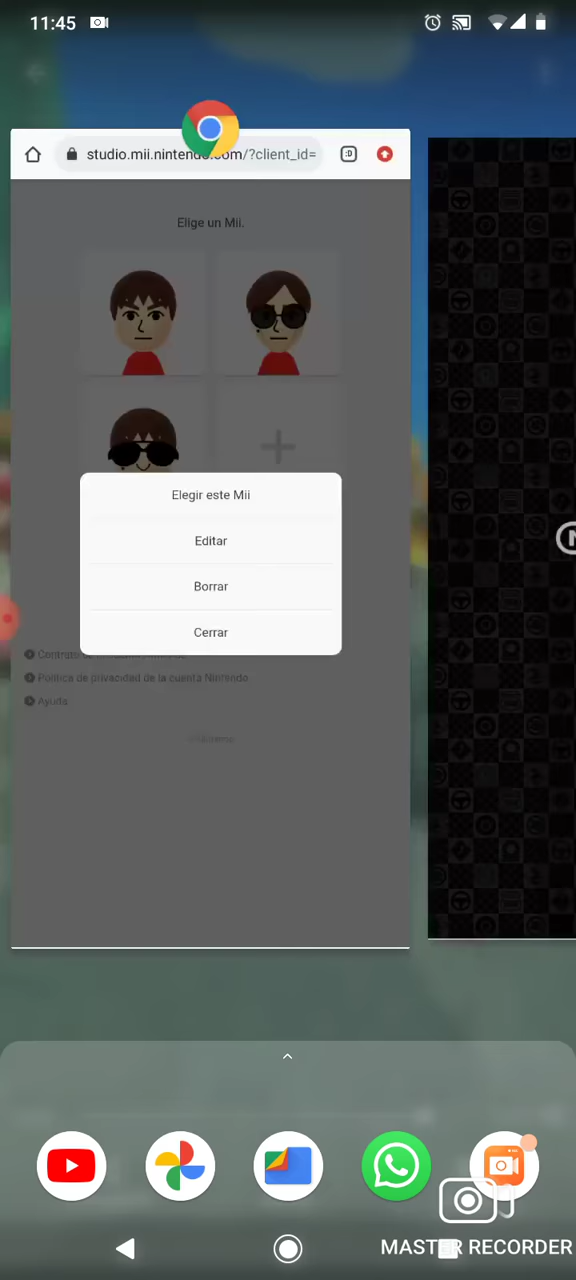 11:45
studio.mii.nintendo.com/?client_id=
:D
Elige un Mii.
Elegir este Mii
Editar
Borrar
Cerrar
Política de privacidad de la cuenta Nintendo
Ayuda
MASTER RECORDER